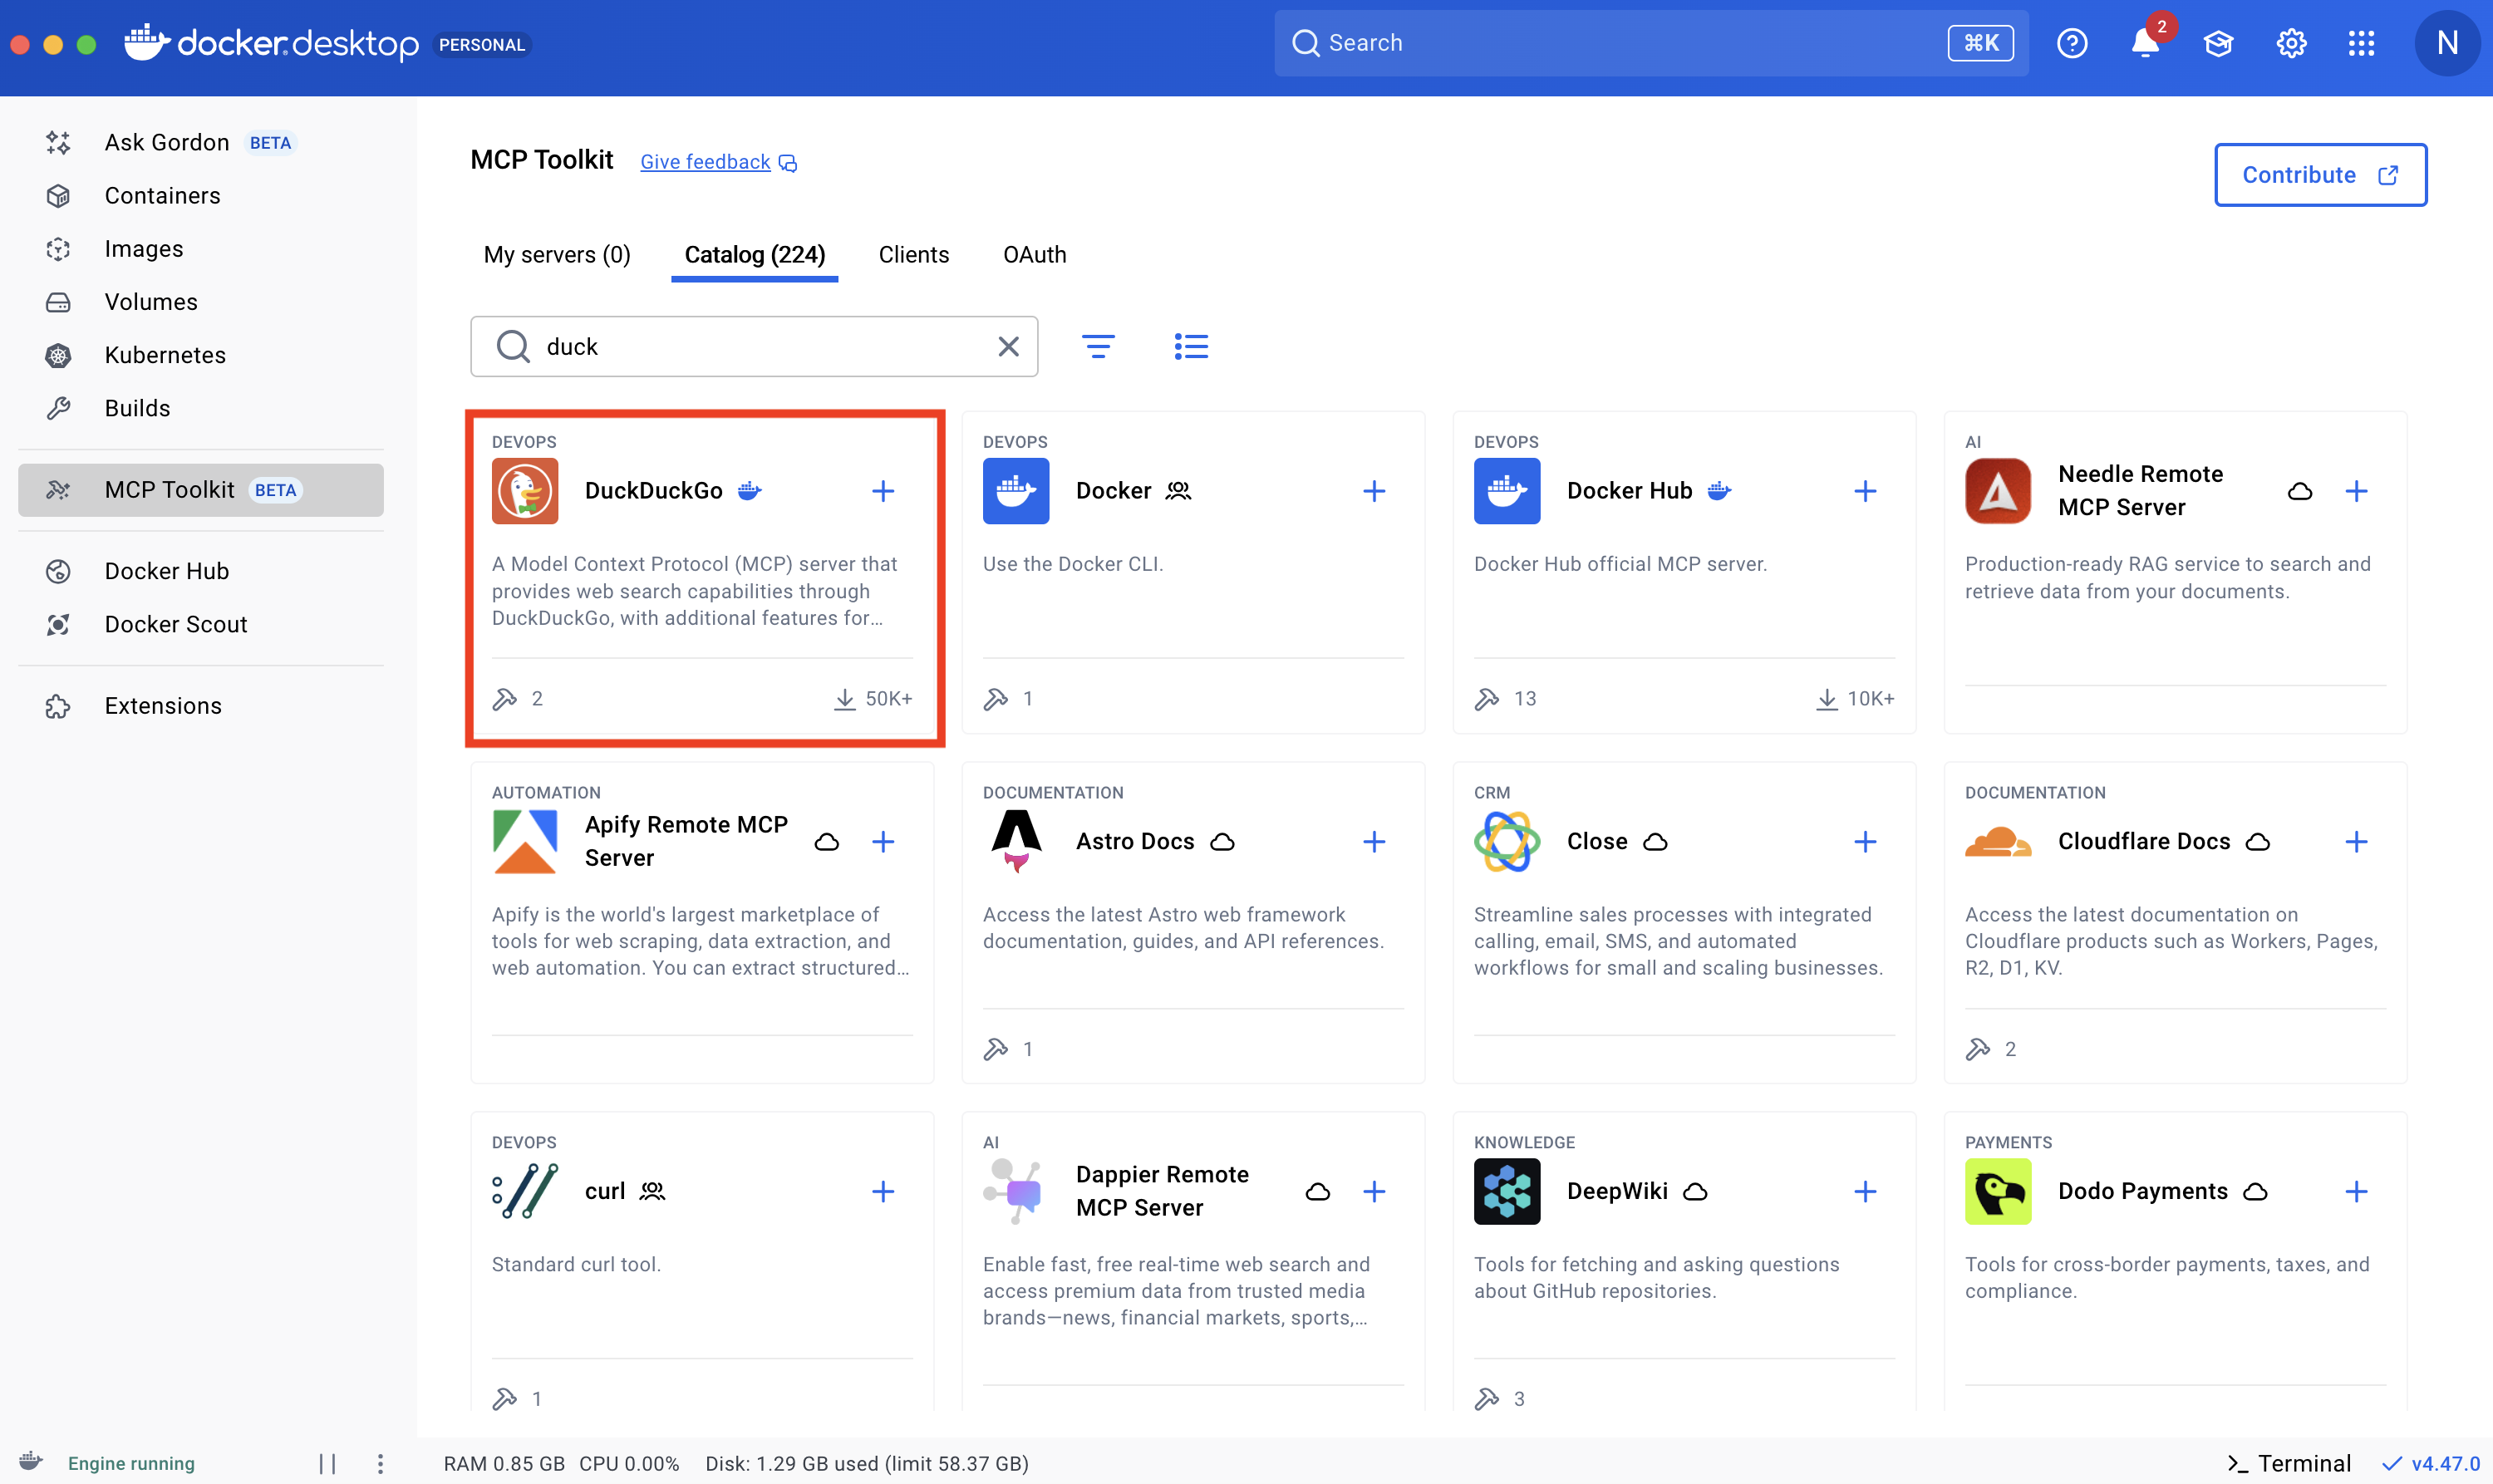 docker.desktop PERSONAL
Search ⌘K 2 N
Ask Gordon BETA
Containers
Images
Volumes
Kubernetes
Builds
MCP Toolkit BETA
Docker Hub
Docker Scout
Extensions
MCP Toolkit Give feedback
Contribute
My servers (0) Catalog (224) Clients OAuth
duck
DEVOPS
DuckDuckGo
A Model Context Protocol (MCP) server that
provides web search capabilities through
DuckDuckGo, with additional features for...
2 50K+
DEVOPS
Docker
Use the Docker CLI.
1
DEVOPS
Docker Hub
Docker Hub official MCP server.
13 10K+
AI
Needle Remote
MCP Server
Production-ready RAG service to search and
retrieve data from your documents.
AUTOMATION
Apify Remote MCP
Server
Apify is the world's largest marketplace of
tools for web scraping, data extraction, and
web automation. You can extract structured...
DOCUMENTATION
Astro Docs
Access the latest Astro web framework
documentation, guides, and API references.
1
CRM
Close
Streamline sales processes with integrated
calling, email, SMS, and automated
workflows for small and scaling businesses.
DOCUMENTATION
Cloudflare Docs
Access the latest documentation on
Cloudflare products such as Workers, Pages,
R2, D1, KV.
2
DEVOPS
curl
Standard curl tool.
1
AI
Dappier Remote
MCP Server
Enable fast, free real-time web search and
access premium data from trusted media
brands—news, financial markets, sports,...
KNOWLEDGE
DeepWiki
Tools for fetching and asking questions
about GitHub repositories.
3
PAYMENTS
Dodo Payments
Tools for cross-border payments, taxes, and
compliance.
Engine running
RAM 0.85 GB CPU 0.00% Disk: 1.29 GB used (limit 58.37 GB)
Terminal v4.47.0